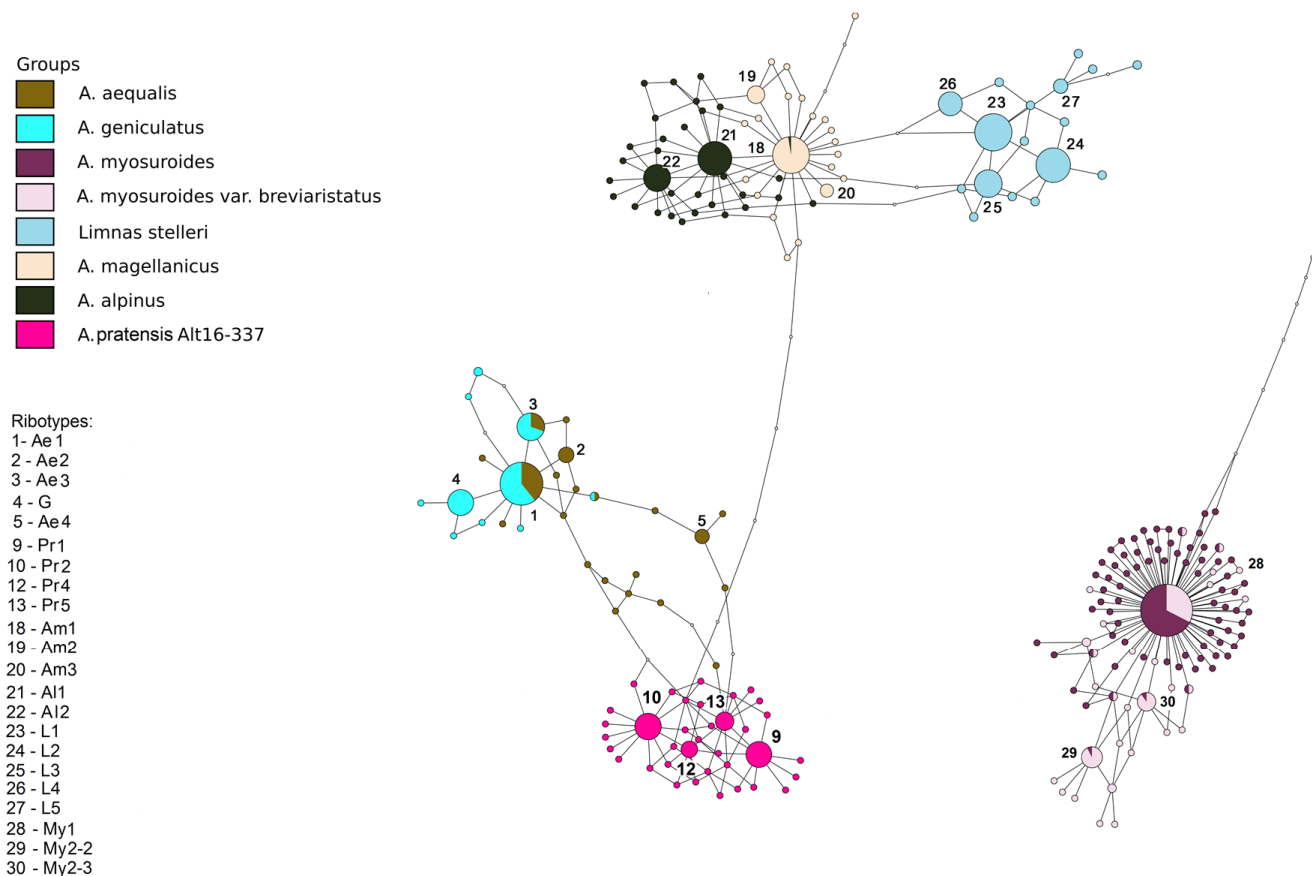 Groups
A. aequalis
A. geniculatus
A. myosuroides
A. myosuroides var. breviaristatus
Limnas stelleri
A. magellanicus
A. alpinus
A.pratensis Alt16-337
Ribotypes:
1- Ae1
2 - Ae2
3 - Ae3
4 - G
5 - Ae4
9 - Pr1
10 - Pr2
12 - Pr4
13 - Pr5
18 - Am1
19 - Am2
20 - Am3
21 - Al1
22 - Al2
23 - L1
24 - L2
25 - L3
26 - L4
27 - L5
28 - My1
29 - My2-2
30 - My2-3
19
26
23
27
21
18
24
22
20
25
3
2
4
1
5
28
10
13
30
9
29
12